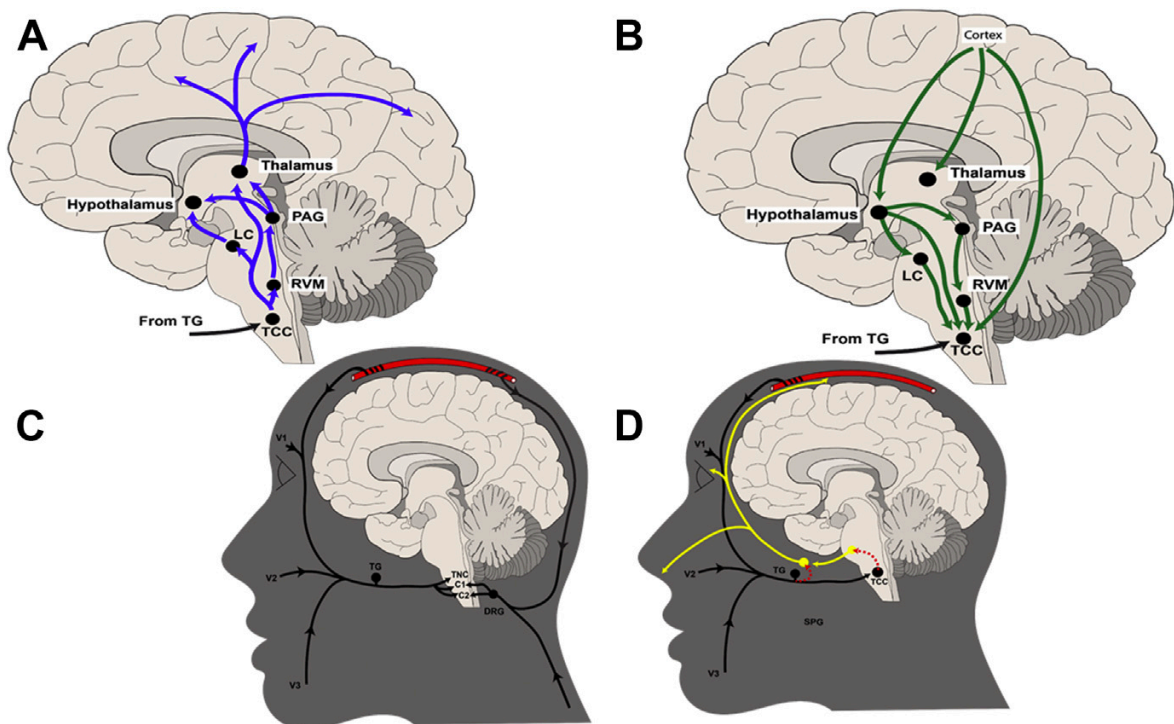 A
Thalamus
Hypothalamus
PAG
LC
RVM
From TG
TCC
B
Cortex
Thalamus
Hypothalamus
PAG
LC
RVM
From TG
TCC
C
V1
V2
TG
TNC
C1
C2
DRG
V3
D
V1
V2
TG
TCC
SPG
V3